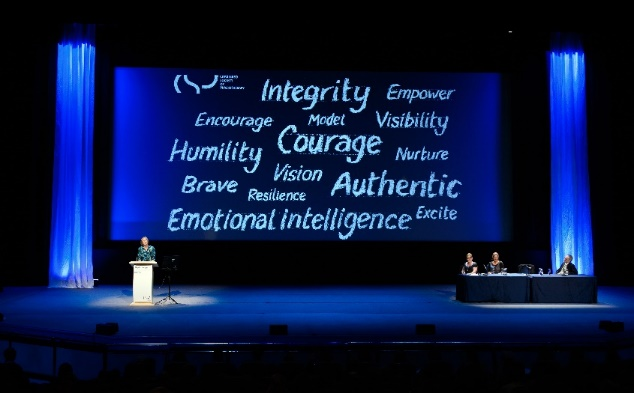 Integrity Empower
Encourage Model Visibility
Courage
Humility Nurture
Vision
Brave Authentic
Resilience
Emotional intelligence Excite